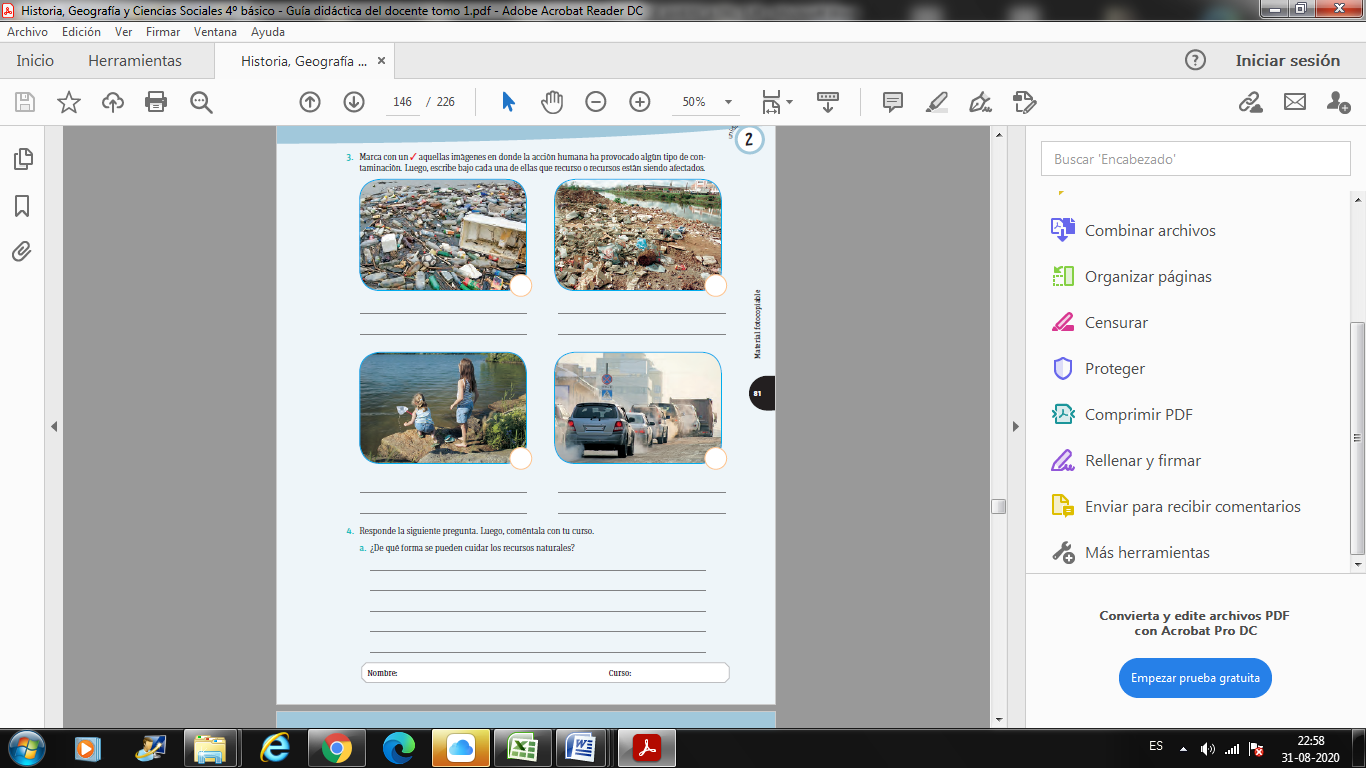 Historia, Geografía y Ciencias Sociales 4º básico - Guía didáctica del docente tomo 1.pdf - Adobe Acrobat Reader DC
Archivo Edición Ver Firmar Ventana Ayuda
Inicio Herramientas Historia, Geografía ... ×
? Iniciar sesión
146 / 226 50%
2
3. Marca con un ✓ aquellas imágenes en donde la acción humana ha provocado algún tipo de con-
taminación. Luego, escribe bajo cada una de ellas que recurso o recursos están siendo afectados.
Material fotocopiable
81
4. Responde la siguiente pregunta. Luego, coméntala con tu curso.
a. ¿De qué forma se pueden cuidar los recursos naturales?
Nombre: Curso:
Buscar 'Encabezado'
Combinar archivos
Organizar páginas
Censurar
Proteger
Comprimir PDF
Rellenar y firmar
Enviar para recibir comentarios
Más herramientas
Convierta y edite archivos PDF
con Acrobat Pro DC
Empezar prueba gratuita
ES
22:58
31-08-2020